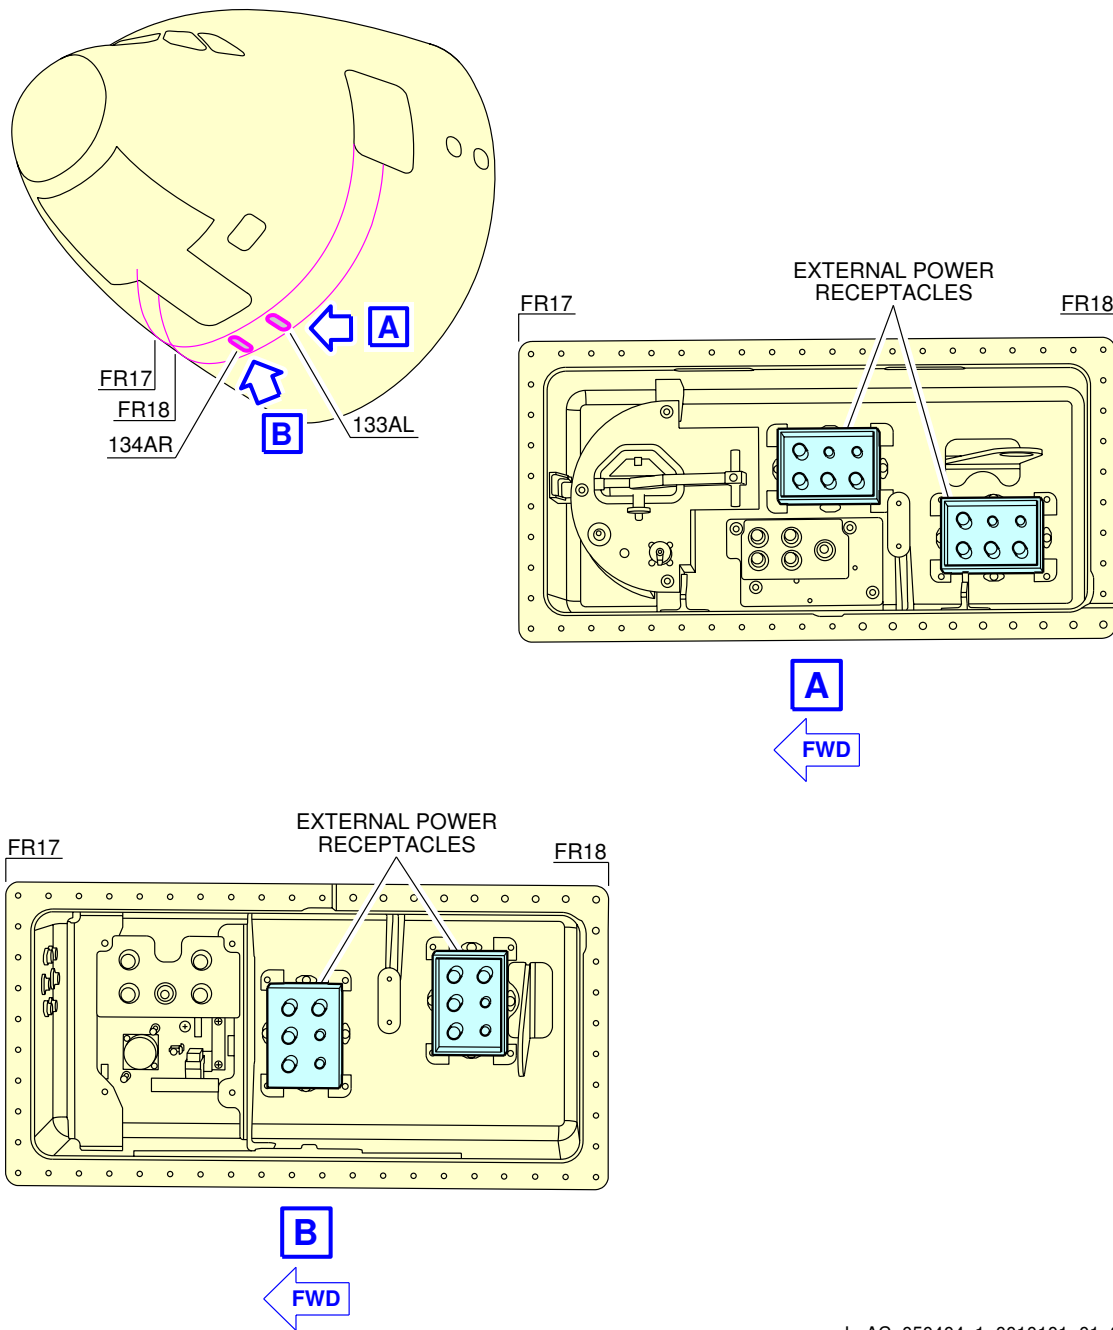 A
FR17
FR18
B
133AL
134AR
EXTERNAL POWER
RECEPTACLES
FR17
FR18
A
FWD
EXTERNAL POWER
RECEPTACLES
FR17
FR18
B
FWD